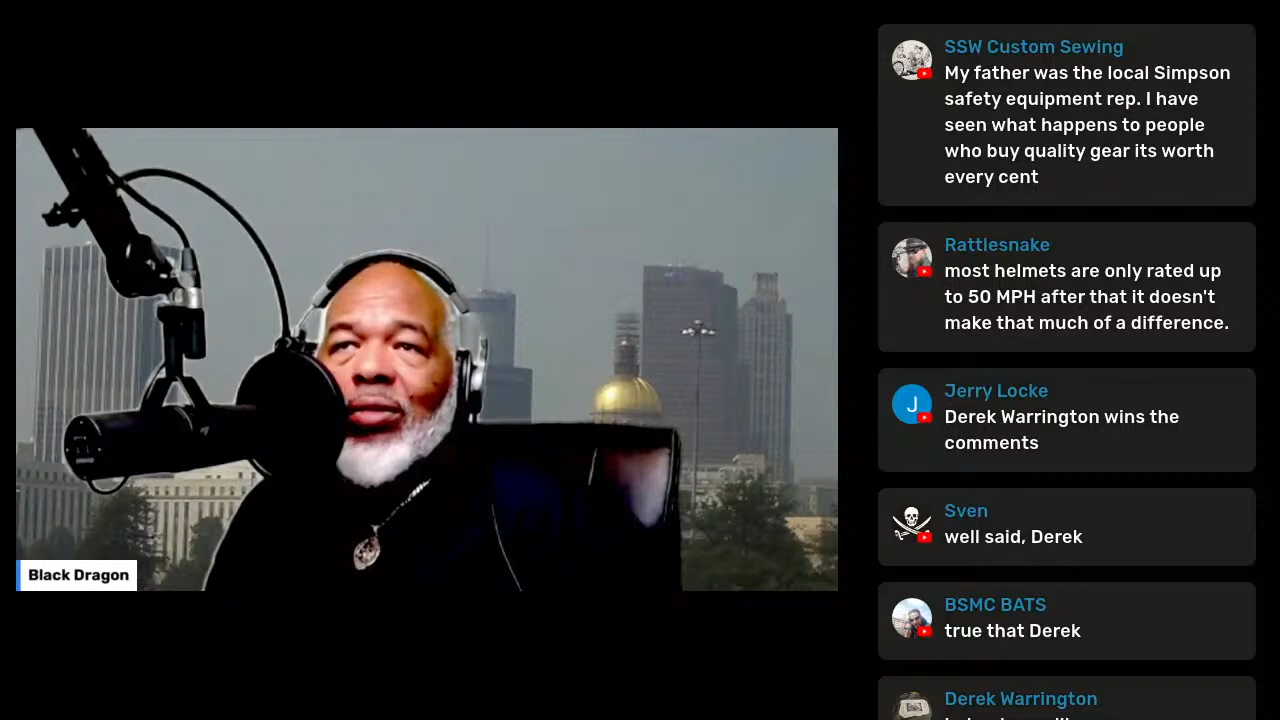 SSW Custom Sewing
My father was the local Simpson
safety equipment rep. I have
seen what happens to people
who buy quality gear its worth
every cent
Rattlesnake
most helmets are only rated up
to 50 MPH after that it doesn't
make that much of a difference.
Jerry Locke
J
Derek Warrington wins the
comments
Sven
well said, Derek
BSMC BATS
true that Derek
Derek Warrington
Black Dragon